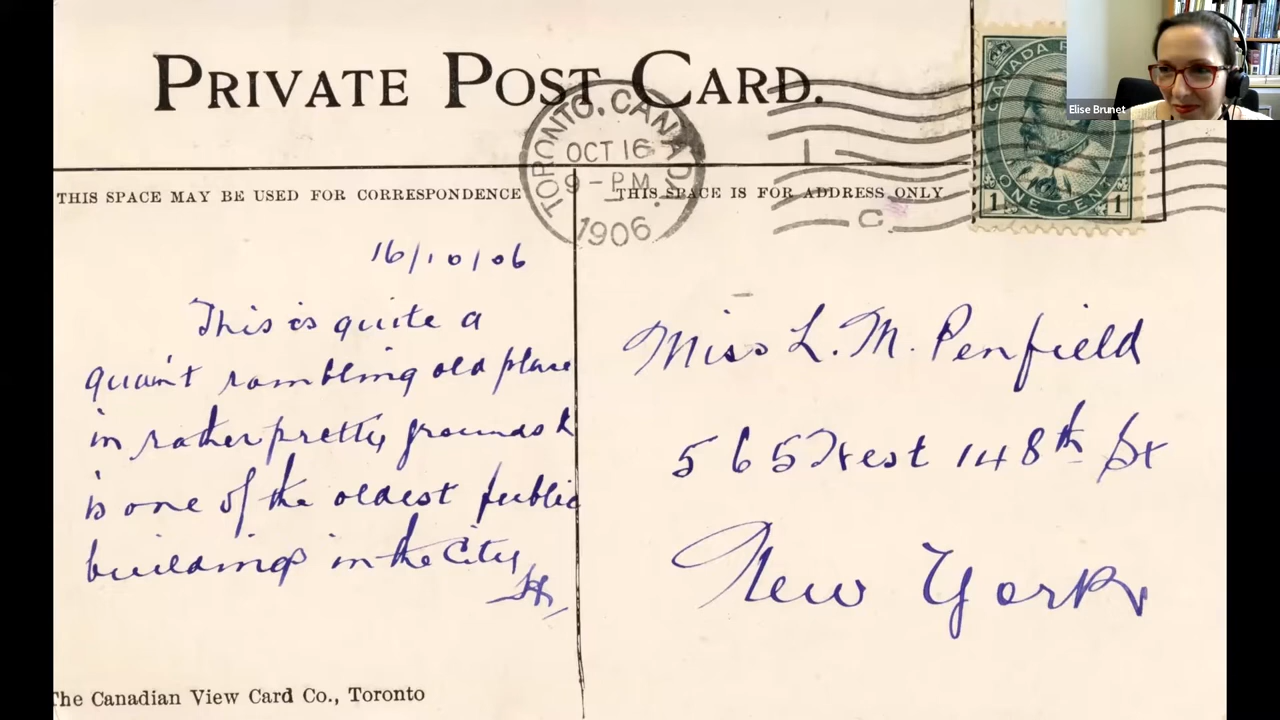 PRIVATE POST CARD.
TORONTO, CANADA.
OCT 16
9 - PM
1906
CANADA
ONE CENT
1 1
Elise Brunet
THIS SPACE MAY BE USED FOR CORRESPONDENCE
THIS SPACE IS FOR ADDRESS ONLY
C
16/10/06
This is quite a
quaint rambling old place
in rather pretty grounds &
is one of the oldest public
buildings in the City
Miss L. M. Penfield
565 West 148th St
New York
The Canadian View Card Co., Toronto